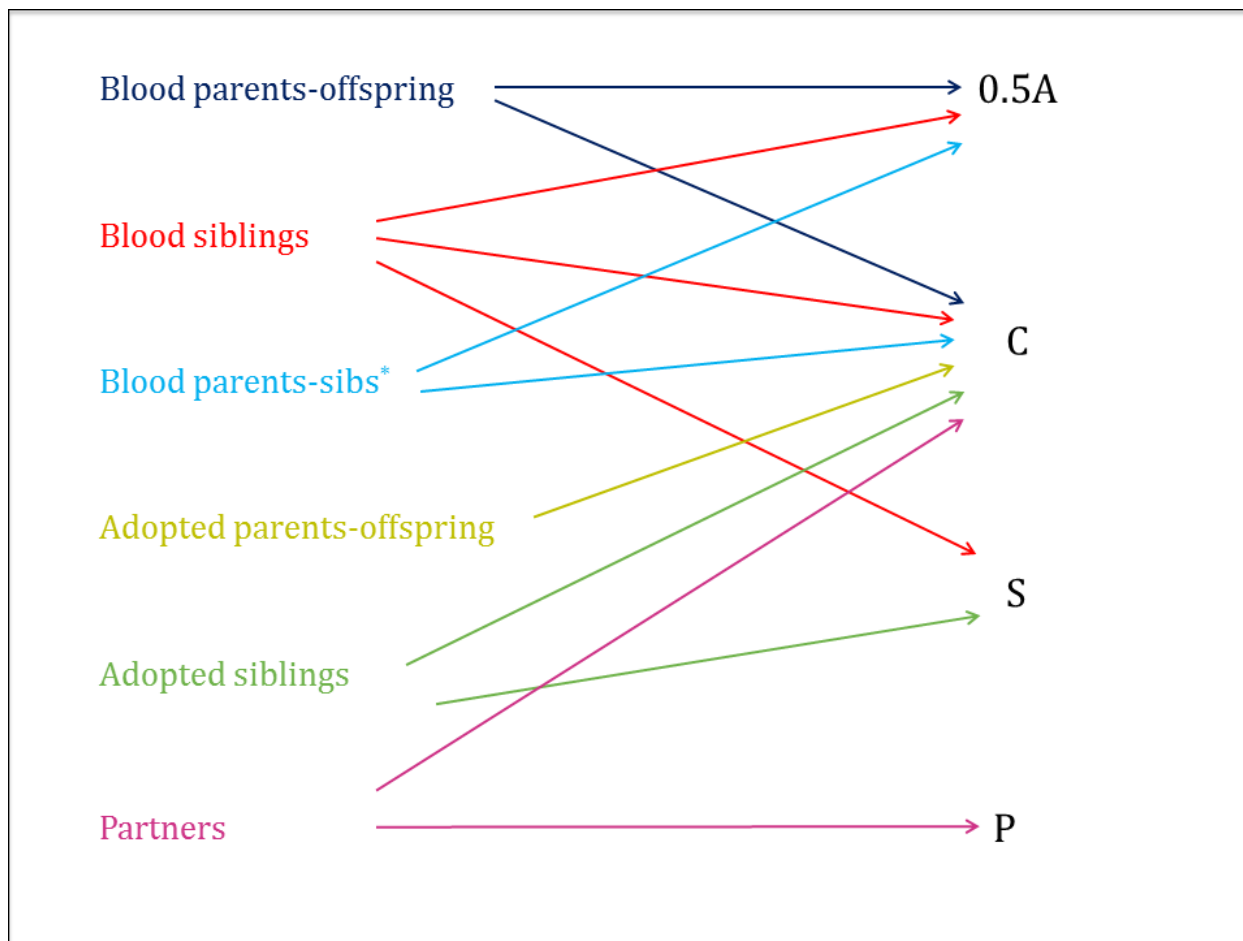 Blood parents-offspring
0.5A
Blood siblings
C
Blood parents-sibs*
Adopted parents-offspring
S
Adopted siblings
Partners
P